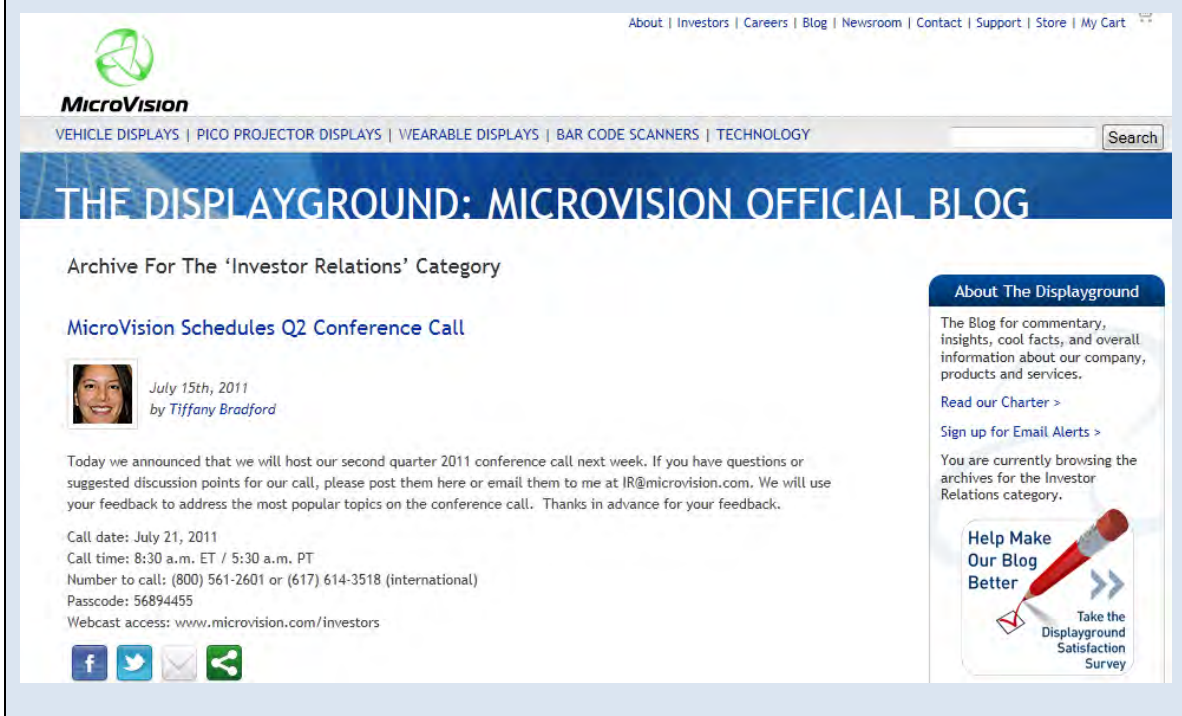 About | Investors | Careers | Blog | Newsroom | Contact | Support | Store | My Cart
MicroVision
VEHICLE DISPLAYS | PICO PROJECTOR DISPLAYS | WEARABLE DISPLAYS | BAR CODE SCANNERS | TECHNOLOGY
Search
THE DISPLAYGROUND: MICROVISION OFFICIAL BLOG
Archive For The ‘Investor Relations’ Category
MicroVision Schedules Q2 Conference Call
July 15th, 2011
by Tiffany Bradford
Today we announced that we will host our second quarter 2011 conference call next week. If you have questions or
suggested discussion points for our call, please post them here or email them to me at IR@microvision.com. We will use
your feedback to address the most popular topics on the conference call. Thanks in advance for your feedback.
Call date: July 21, 2011
Call time: 8:30 a.m. ET / 5:30 a.m. PT
Number to call: (800) 561-2601 or (617) 614-3518 (international)
Passcode: 56894455
Webcast access: www.microvision.com/investors
About The Displayground
The Blog for commentary,
insights, cool facts, and overall
information about our company,
products and services.
Read our Charter >
Sign up for Email Alerts >
You are currently browsing the
archives for the Investor
Relations category.
Help Make
Our Blog
Better
Take the
Displayground
Satisfaction
Survey